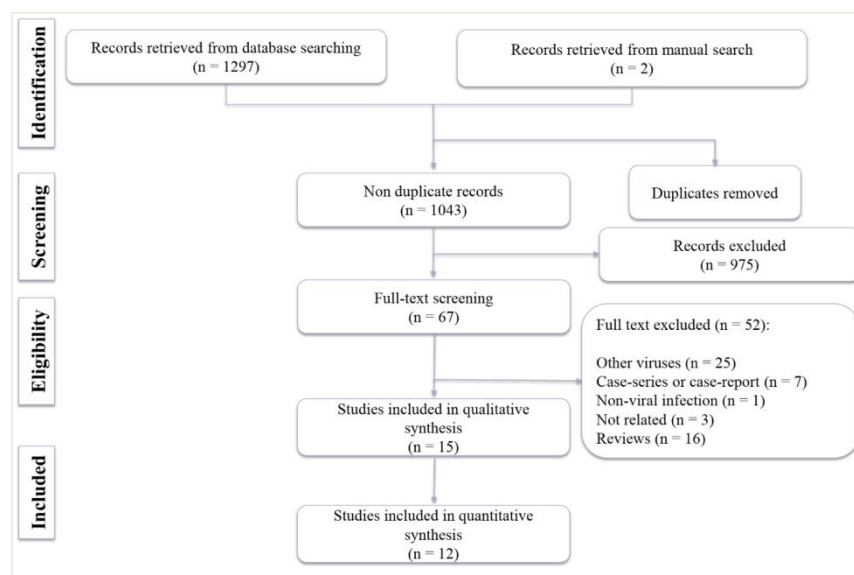 Identification
Records retrieved from database searching
(n = 1297)
Records retrieved from manual search
(n = 2)
Screening
Non duplicate records
(n = 1043)
Duplicates removed
Records excluded
(n = 975)
Eligibility
Full-text screening
(n = 67)
Full text excluded (n = 52):
Other viruses (n = 25)
Case-series or case-report (n = 7)
Non-viral infection (n = 1)
Not related (n = 3)
Reviews (n = 16)
Studies included in qualitative
synthesis
(n = 15)
Included
Studies included in quantitative
synthesis
(n = 12)